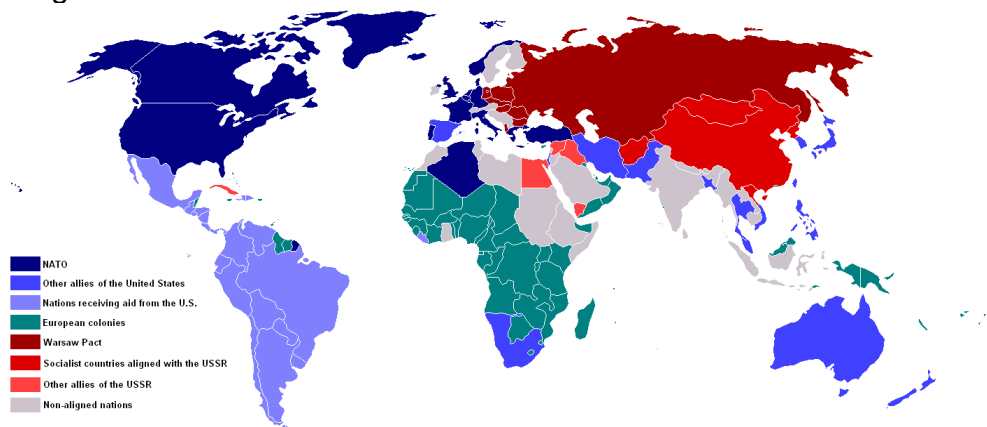 NATO
Other allies of the United States
Nations receiving aid from the U.S.
European colonies
Warsaw Pact
Socialist countries aligned with the USSR
Other allies of the USSR
Non-aligned nations